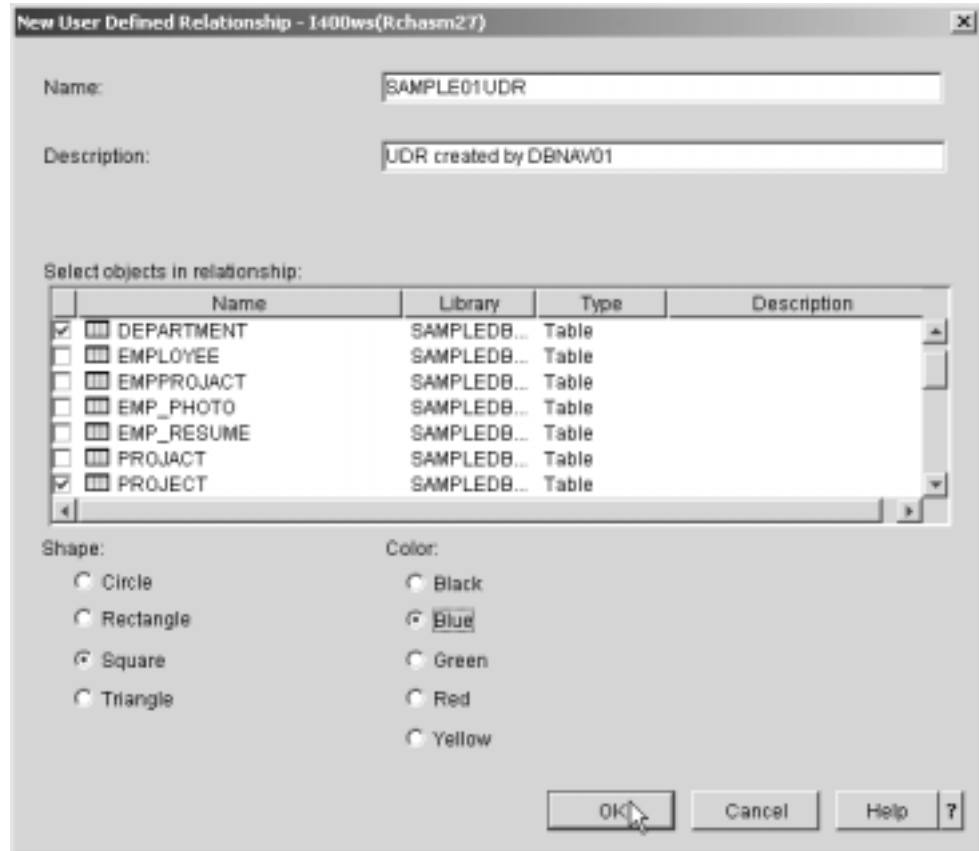 New User Defined Relationship - I400ws(Rchasm27)
Name: SAMPLE01UDR
Description: UDR created by DBNAV01
Select objects in relationship:
Name Library Type Description
DEPARTMENT SAMPLEDB... Table
EMPLOYEE SAMPLEDB... Table
EMPPROJACT SAMPLEDB... Table
EMP_PHOTO SAMPLEDB... Table
EMP_RESUME SAMPLEDB... Table
PROJACT SAMPLEDB... Table
PROJECT SAMPLEDB... Table
Shape: Color:
Circle Black
Rectangle Blue
Square Green
Triangle Red
Yellow
OK Cancel Help ?